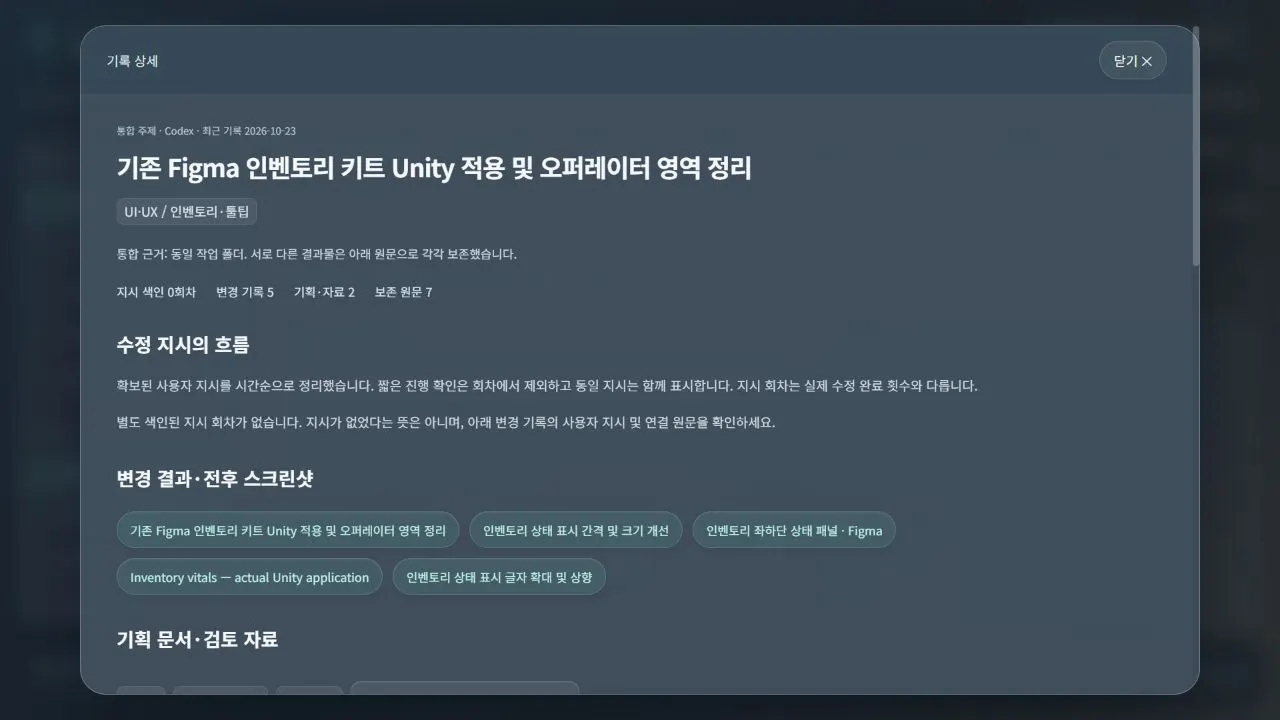 기록 상세
닫기 ×
통합 주제 · Codex · 최근 기록 2026-10-23
기존 Figma 인벤토리 키트 Unity 적용 및 오퍼레이터 영역 정리
UI·UX / 인벤토리·툴팁
통합 근거: 동일 작업 폴더. 서로 다른 결과물은 아래 원문으로 각각 보존했습니다.
지시 색인 0회차 변경 기록 5 기획·자료 2 보존 원문 7
수정 지시의 흐름
확보된 사용자 지시를 시간순으로 정리했습니다. 짧은 진행 확인은 회차에서 제외하고 동일 지시는 함께 표시합니다. 지시 회차는 실제 수정 완료 횟수와 다릅니다.
별도 색인된 지시 회차가 없습니다. 지시가 없었다는 뜻은 아니며, 아래 변경 기록의 사용자 지시 및 연결 원문을 확인하세요.
변경 결과·전후 스크린샷
기존 Figma 인벤토리 키트 Unity 적용 및 오퍼레이터 영역 정리 인벤토리 상태 표시 간격 및 크기 개선 인벤토리 좌하단 상태 패널 · Figma
Inventory vitals — actual Unity application 인벤토리 상태 표시 글자 확대 및 상향
기획 문서·검토 자료